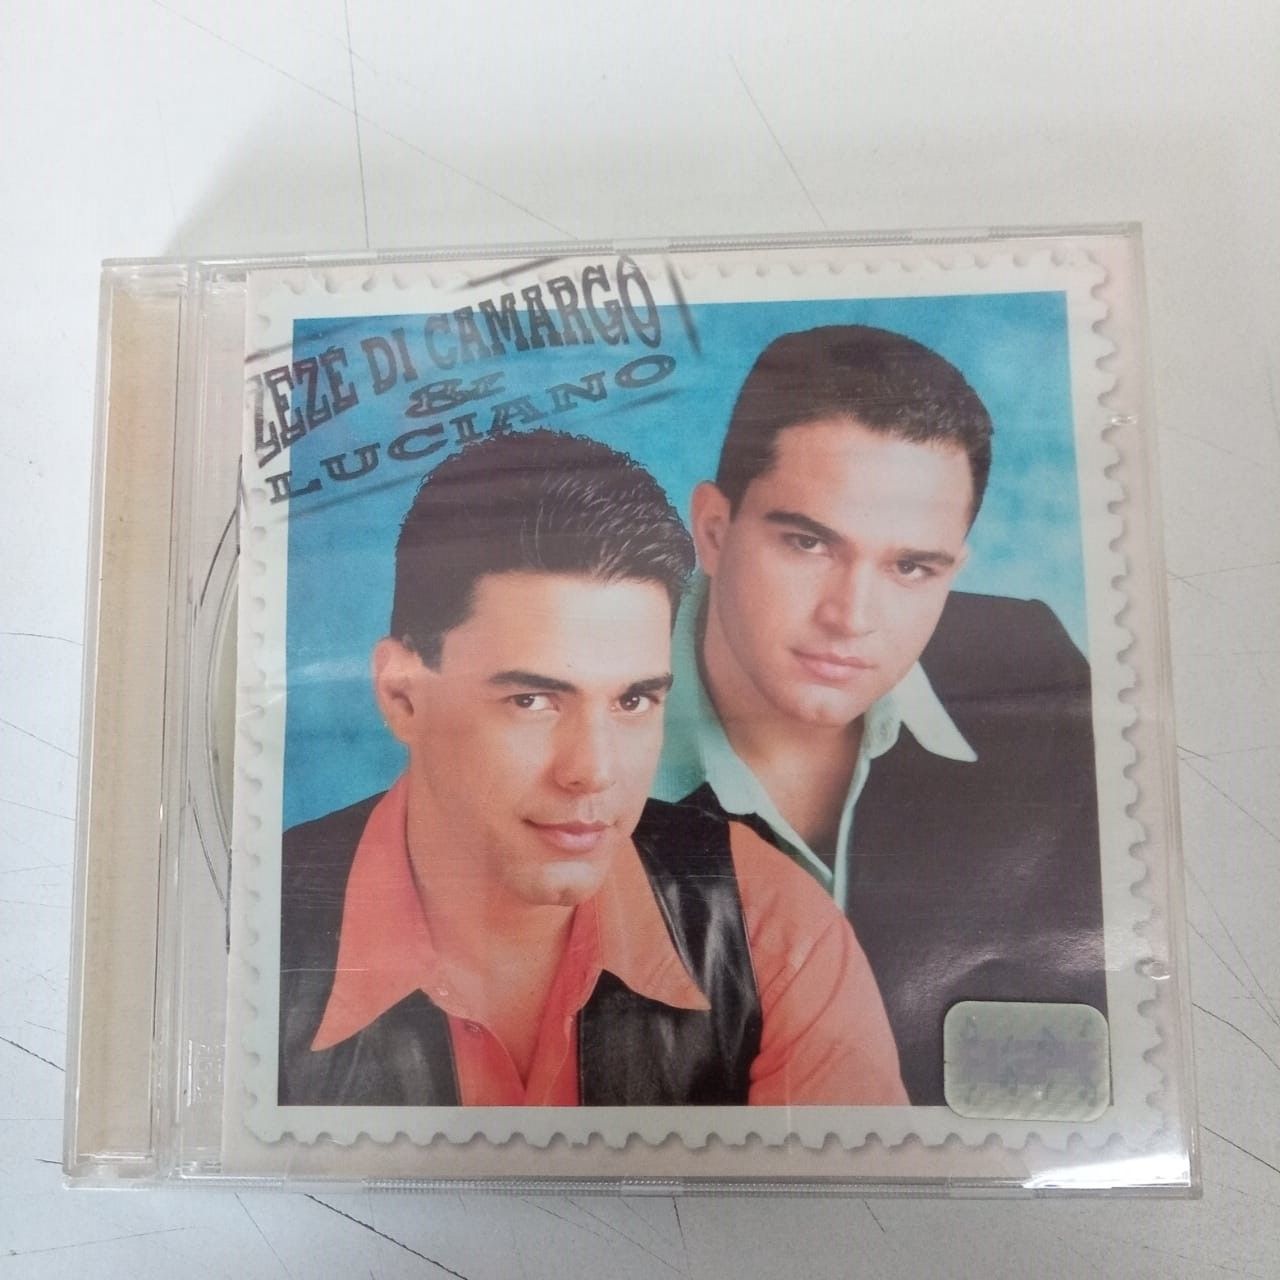 ZEZÉ DI CAMARGO
&
LUCIANO